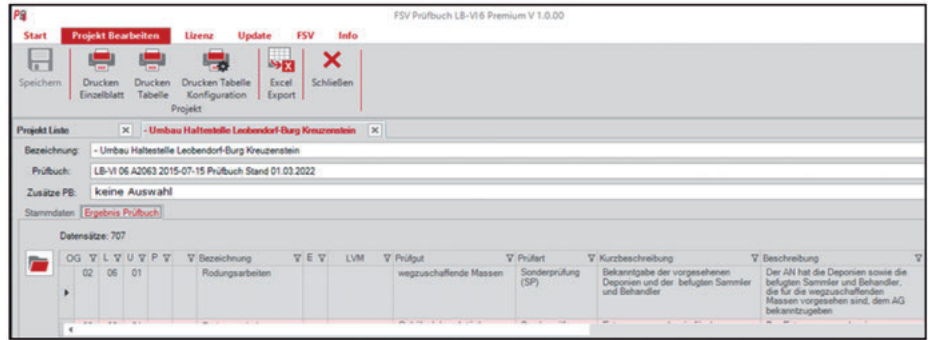 FSV Prüfbuch LB-VI6 Premium V 1.0.00
Start Projekt Bearbeiten Lizenz Update FSV Info
Speichern Drucken Einzelblatt Drucken Tabelle Drucken Tabelle Konfiguration Excel Export Schließen
Projekt
Projekt Liste - Umbau Haltestelle Leobendorf-Burg Kreuzenstein
Bezeichnung: - Umbau Haltestelle Leobendorf-Burg Kreuzenstein
Prüfbuch: LB-VI 06 A2063 2015-07-15 Prüfbuch Stand 01.03.2022
Zusätze PB: keine Auswahl
Stammdaten Ergebnis Prüfbuch
Datensätze: 707
OG L U P Bezeichnung E LVM Prüfgut Prüfart Kurzbeschreibung Beschreibung
02 06 01 Rodungsarbeiten wegzuschaffende Massen Sonderprüfung (SP) Bekanntgabe der vorgesehenen Deponien und der befugten Sammler und Behandler Der AN hat die Deponien sowie die befugten Sammler und Behandler, die für die wegzuschaffenden Massen vorgesehen sind, dem AG bekanntzugeben